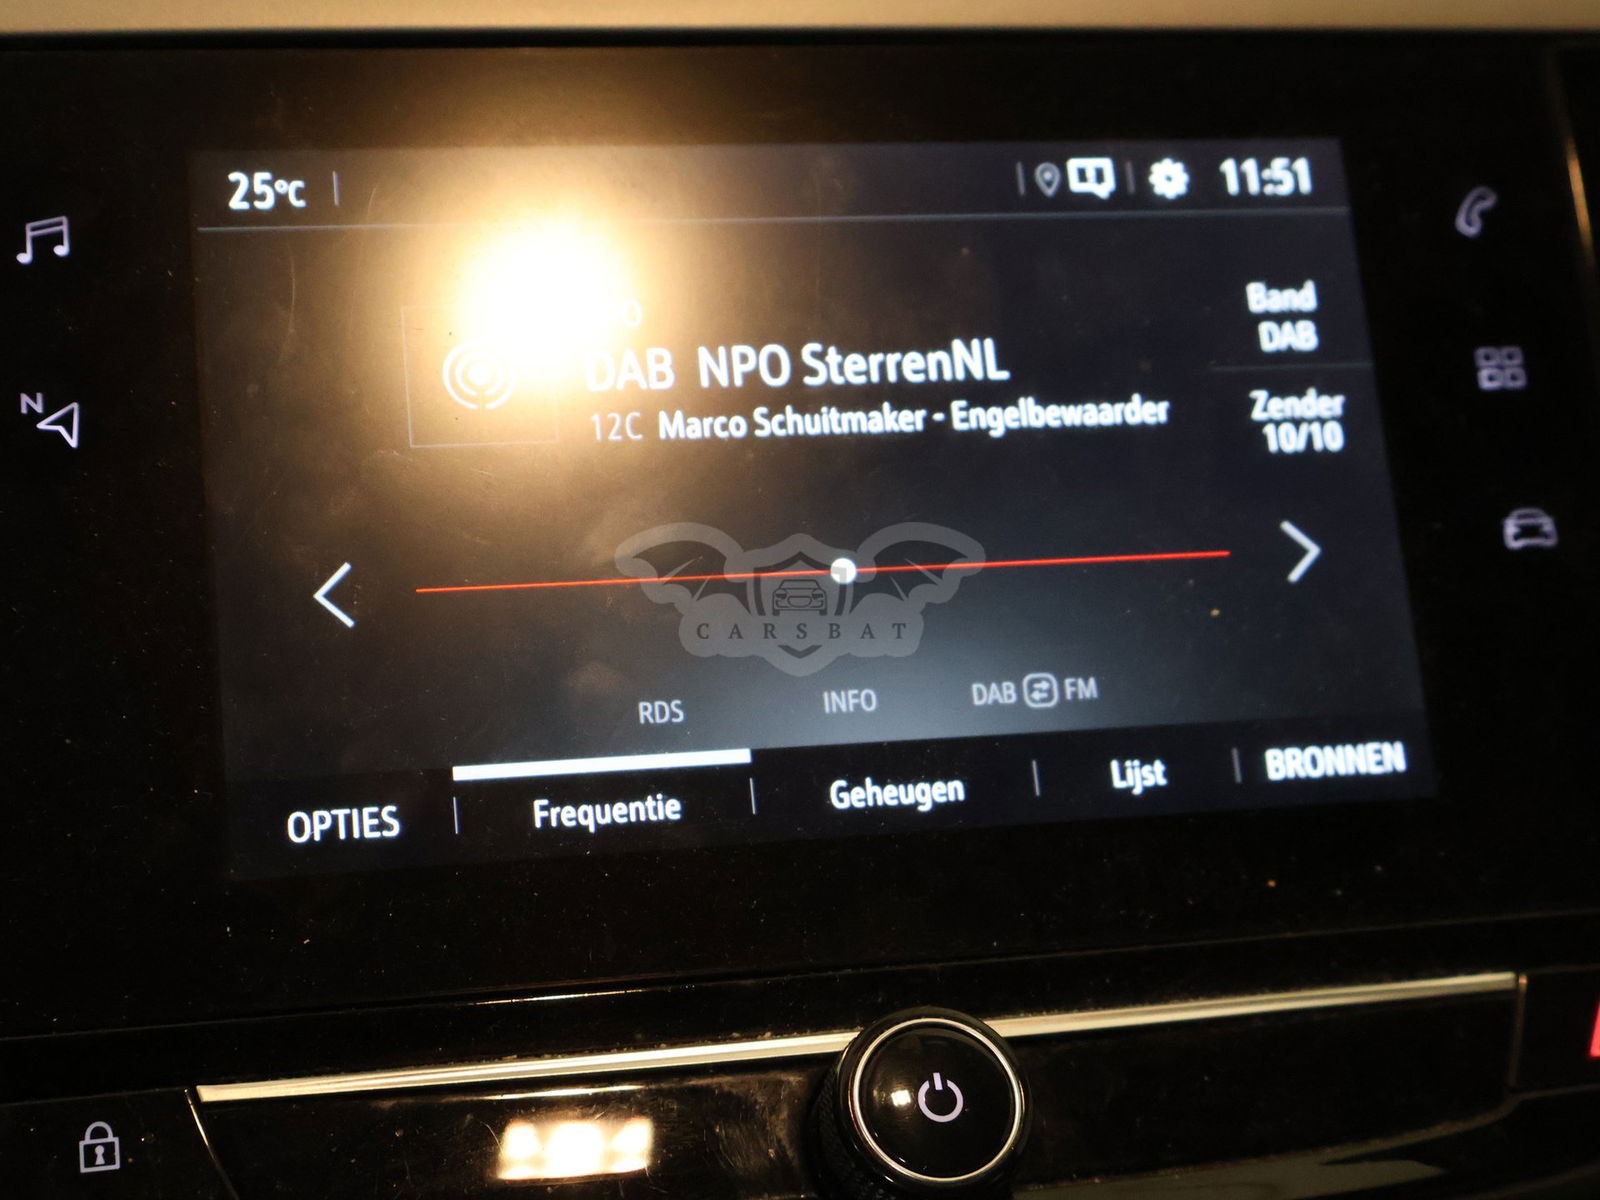 25°C
11:51
N
Band
DAB
DAB NPO SterrenNL
12C Marco Schuitmaker - Engelbewaarder
Zender
10/10
CARSBAT
RDS INFO DAB FM
OPTIES Frequentie Geheugen Lijst BRONNEN